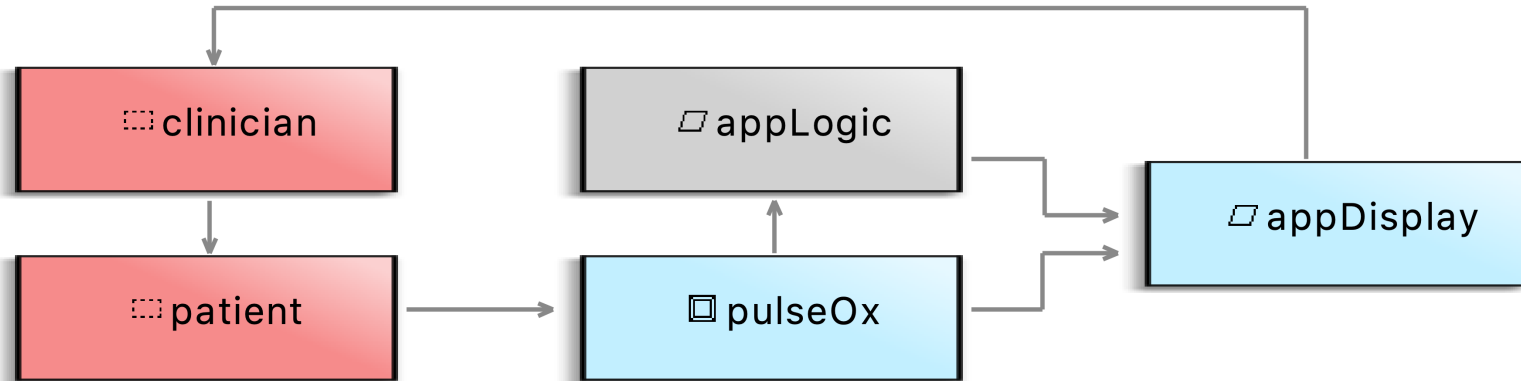 clinician
appLogic
appDisplay
patient
pulseOx